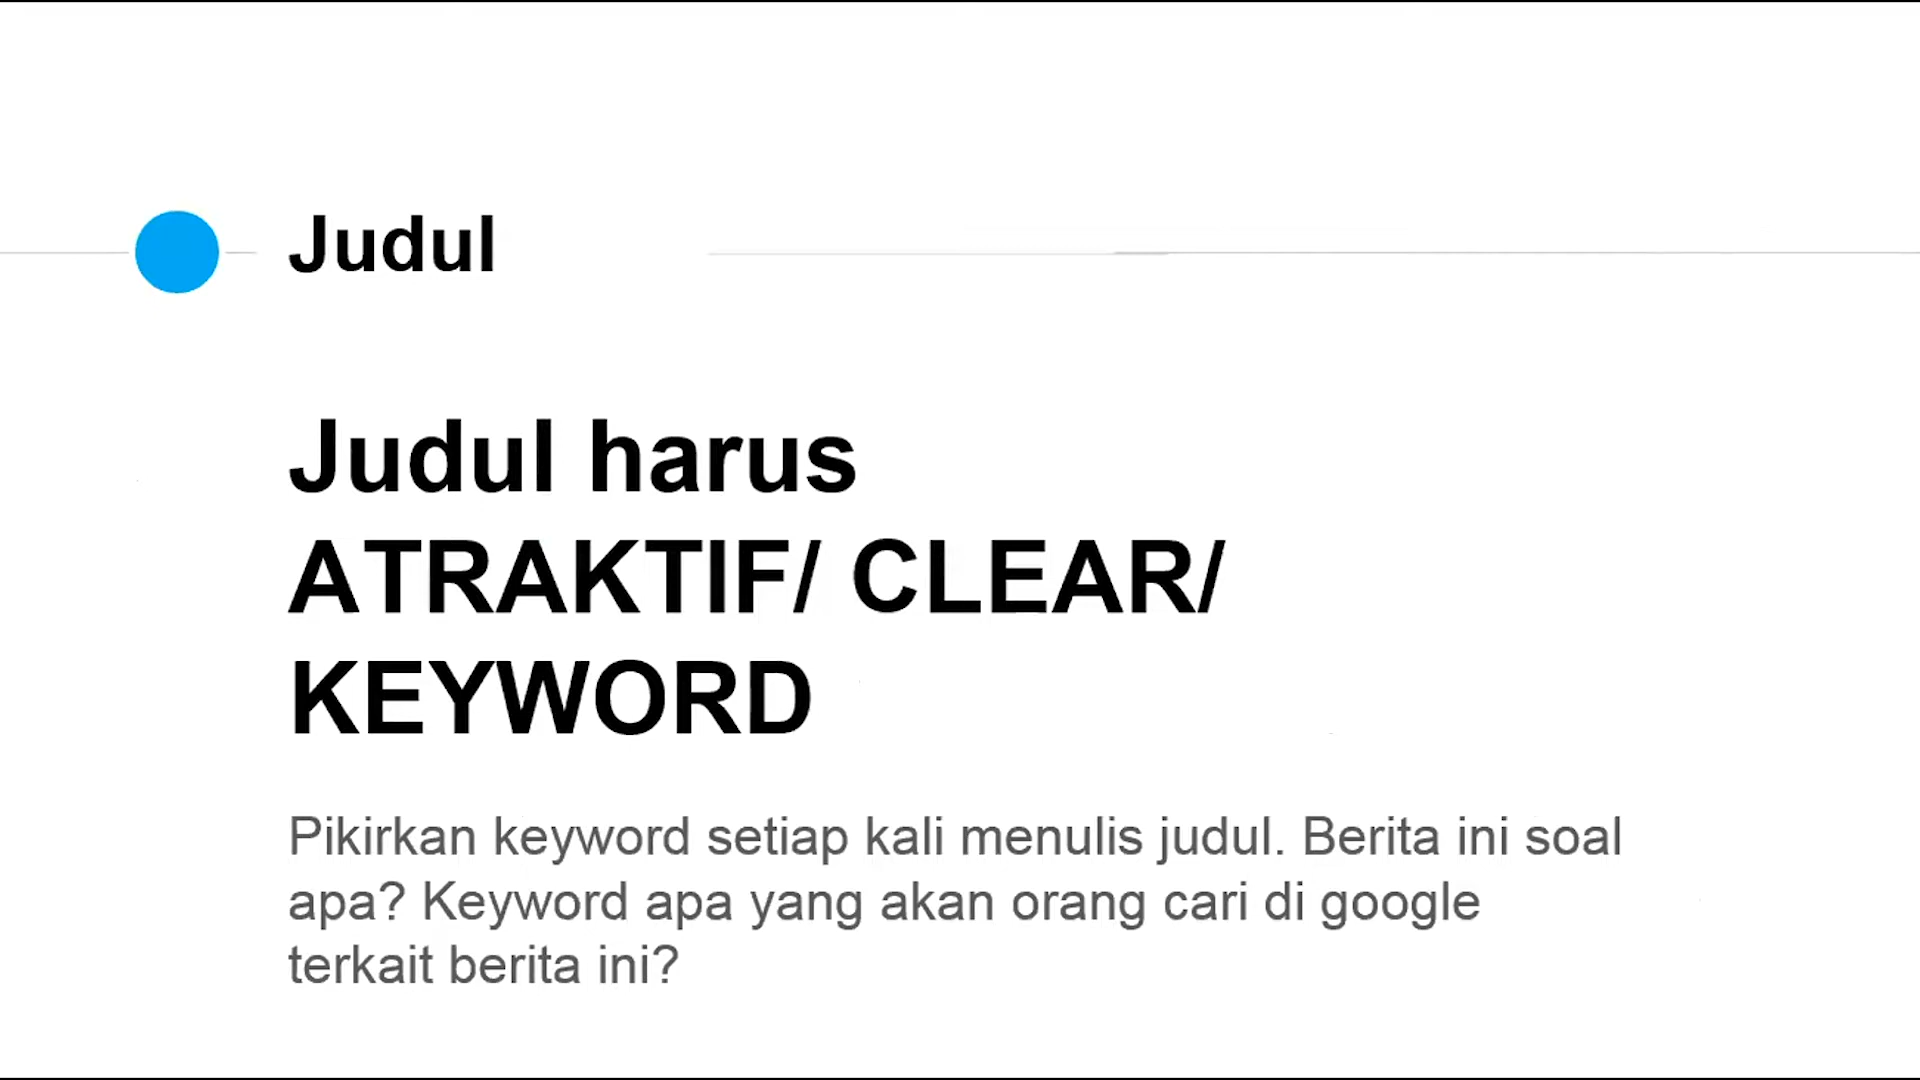 Judul
Judul harus
ATRAKTIF/ CLEAR/
KEYWORD
Pikirkan keyword setiap kali menulis judul. Berita ini soal
apa? Keyword apa yang akan orang cari di google
terkait berita ini?